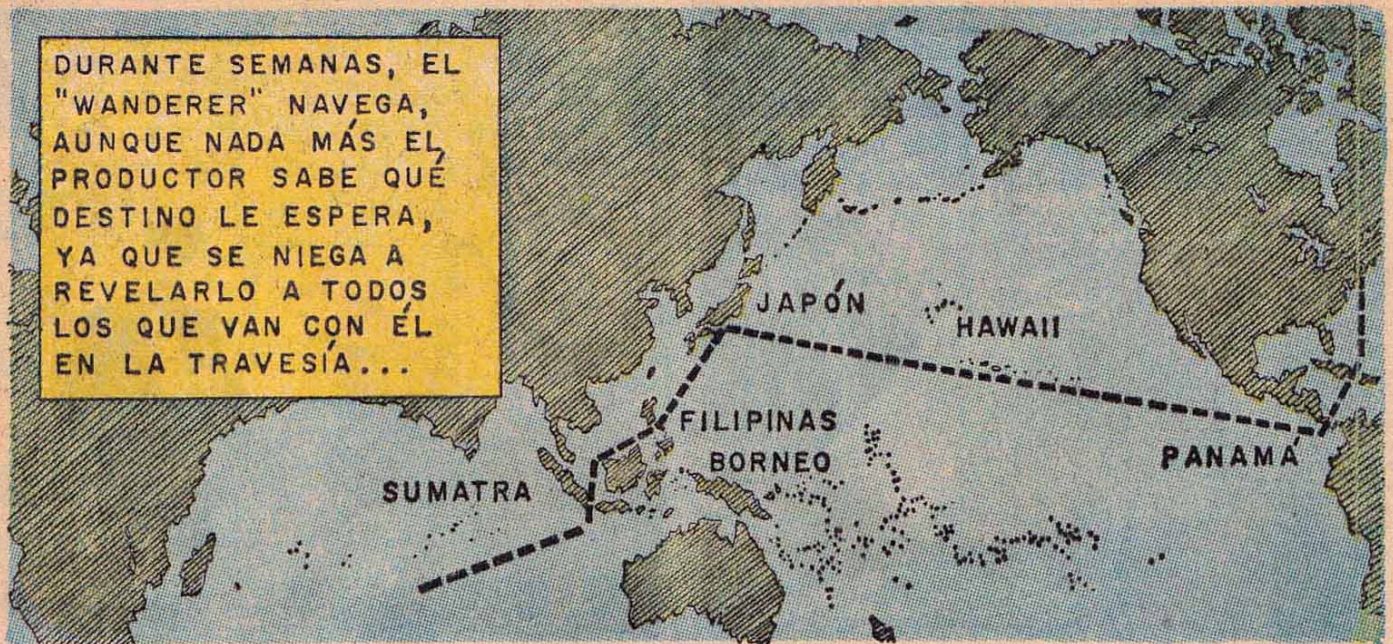 DURANTE SEMANAS, EL
"WANDERER" NAVEGA,
AUNQUE NADA MÁS EL
PRODUCTOR SABE QUÉ
DESTINO LE ESPERA,
YA QUE SE NIEGA A
REVELARLO A TODOS
LOS QUE VAN CON ÉL
EN LA TRAVESÍA...
JAPÓN
HAWAII
FILIPINAS
BORNEO
PANAMÁ
SUMATRA